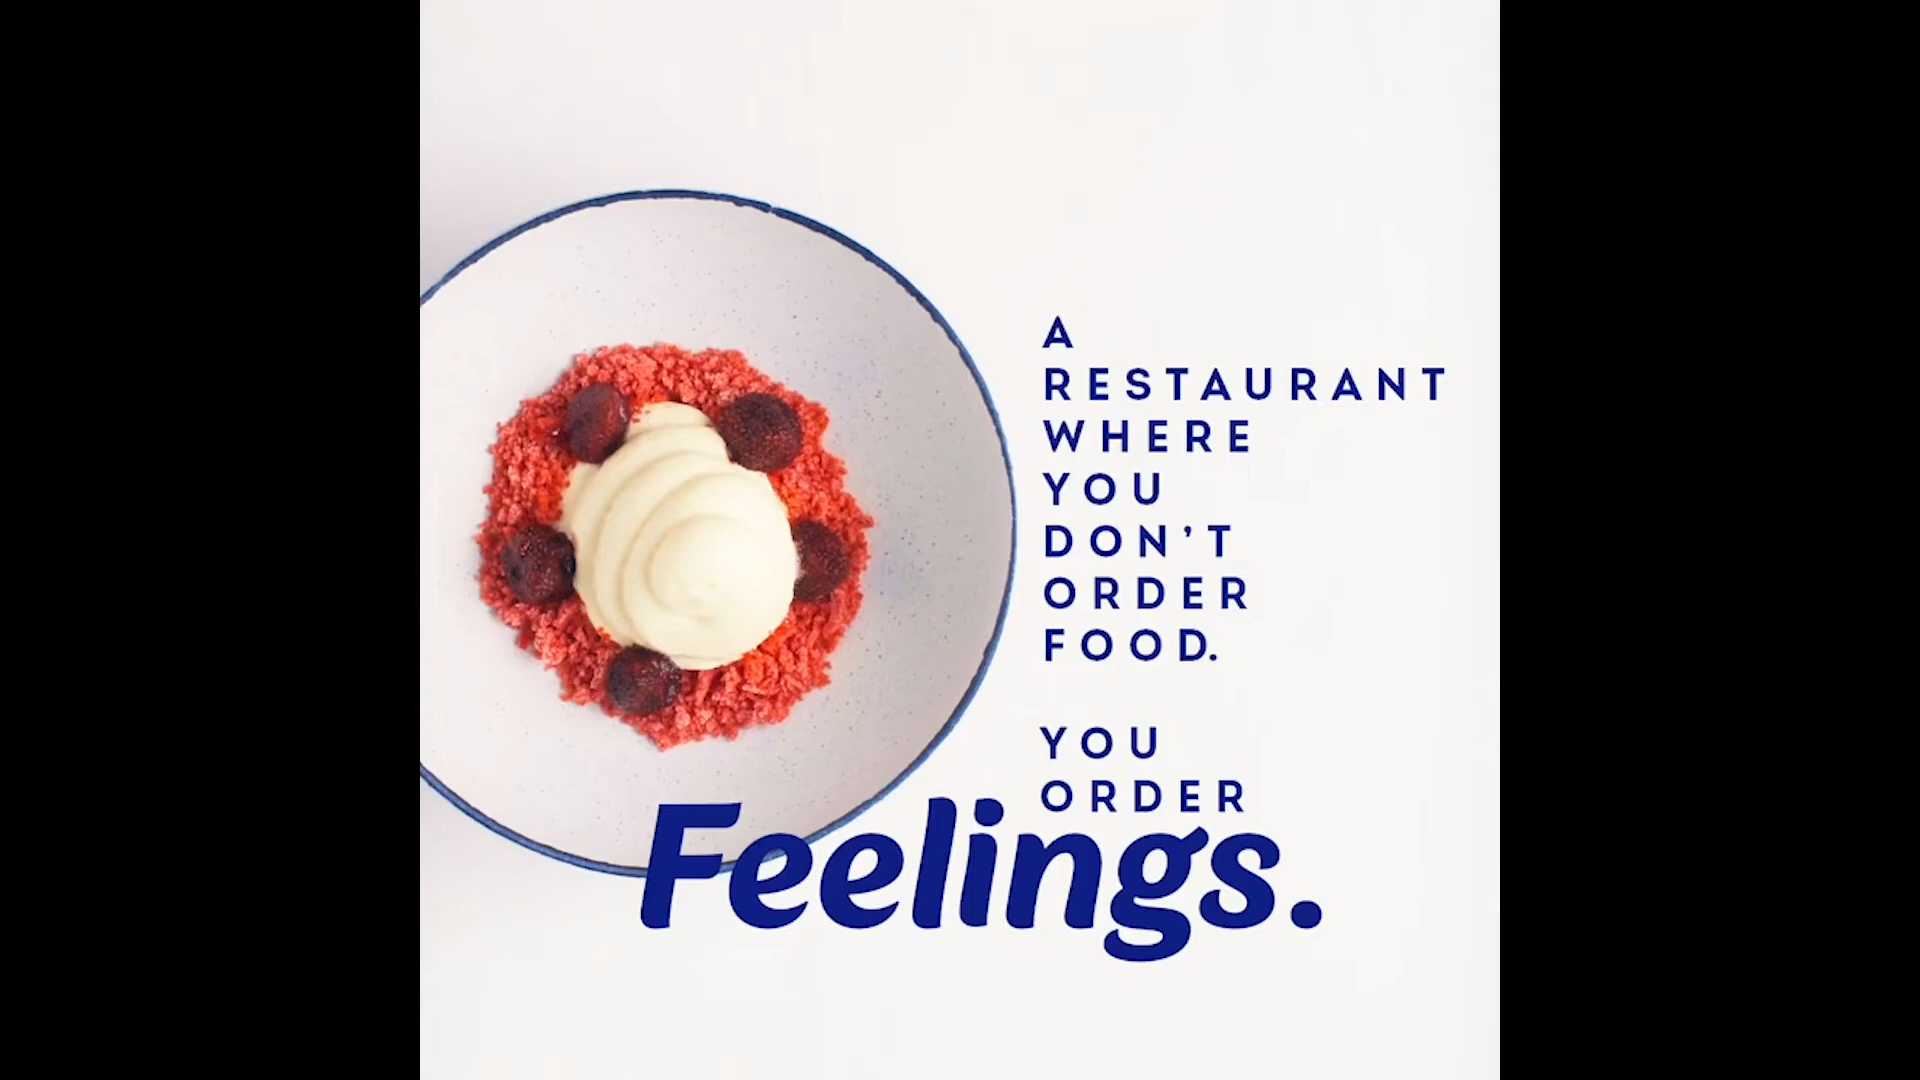 A
RESTAURANT
WHERE
YOU
DON’T
ORDER
FOOD.
YOU
ORDER
Feelings.